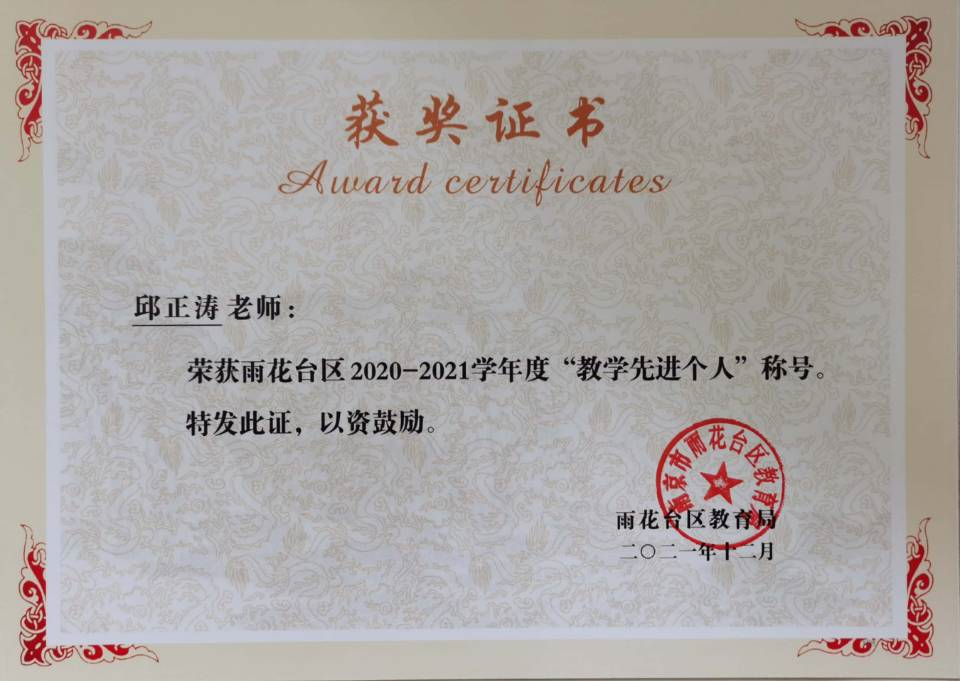 获奖证书
Award certificates
邱正涛 老师：
荣获雨花台区2020-2021学年度“教学先进个人”称号。
特发此证，以资鼓励。
南京市雨花台区教育局
雨花台区教育局
二〇二一年十二月